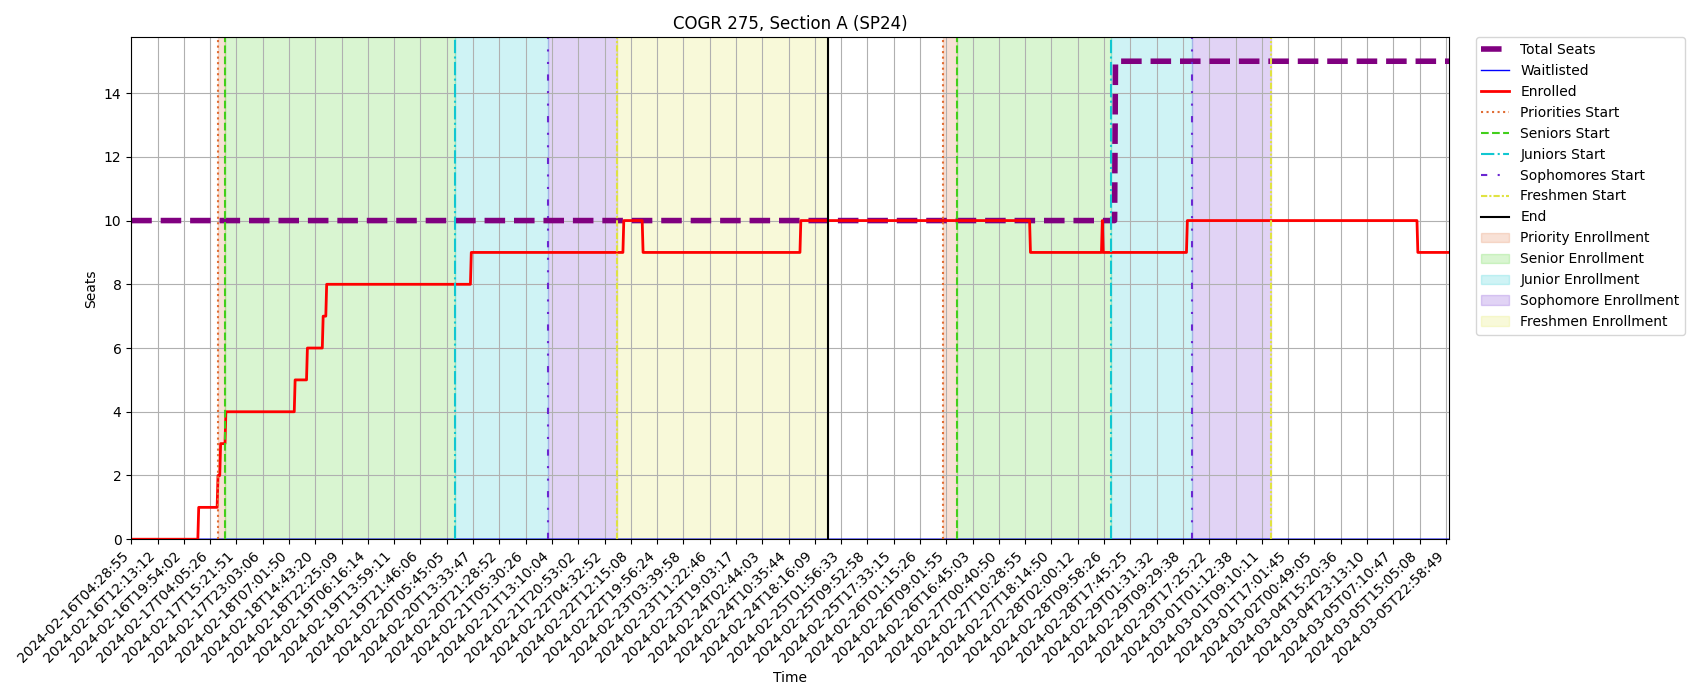 COGR 275, Section A (SP24)
Seats
14
12
10
8
6
4
2
0
2024-02-16T04:28:55
2024-02-16T12:13:12
2024-02-16T19:54:02
2024-02-17T04:05:26
2024-02-17T15:21:51
2024-02-17T23:03:06
2024-02-18T07:01:50
2024-02-18T14:43:20
2024-02-18T22:25:09
2024-02-19T06:16:14
2024-02-19T13:59:11
2024-02-19T21:46:06
2024-02-20T05:45:05
2024-02-20T13:33:47
2024-02-20T21:28:52
2024-02-21T05:30:26
2024-02-21T13:10:04
2024-02-21T20:53:02
2024-02-22T04:32:52
2024-02-22T12:15:08
2024-02-22T19:56:24
2024-02-23T03:39:58
2024-02-23T11:22:46
2024-02-23T19:03:17
2024-02-24T02:44:03
2024-02-24T10:35:44
2024-02-24T18:16:09
2024-02-25T01:56:33
2024-02-25T09:52:58
2024-02-25T17:33:15
2024-02-26T01:15:26
2024-02-26T09:01:55
2024-02-26T16:45:03
2024-02-27T00:40:50
2024-02-27T10:28:55
2024-02-27T18:14:50
2024-02-28T02:00:12
2024-02-28T09:58:26
2024-02-28T17:45:25
2024-02-29T01:31:32
2024-02-29T09:29:38
2024-02-29T17:25:22
2024-03-01T01:12:38
2024-03-01T09:10:11
2024-03-01T17:01:45
2024-03-02T00:49:05
2024-03-04T15:20:36
2024-03-04T23:13:10
2024-03-05T07:10:47
2024-03-05T15:05:08
2024-03-05T22:58:49
Time
Total Seats
Waitlisted
Enrolled
Priorities Start
Seniors Start
Juniors Start
Sophomores Start
Freshmen Start
End
Priority Enrollment
Senior Enrollment
Junior Enrollment
Sophomore Enrollment
Freshmen Enrollment